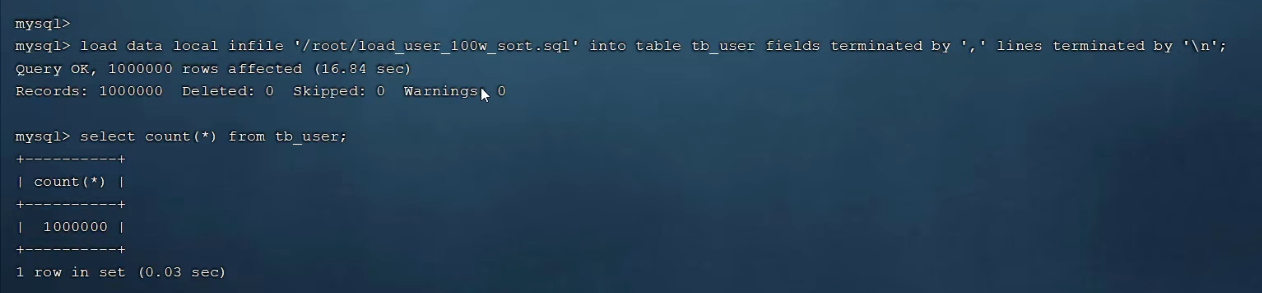 mysql>
mysql> load data local infile '/root/load_user_100w_sort.sql' into table tb_user fields terminated by ',' lines terminated by '\n';
Query OK, 1000000 rows affected (16.84 sec)
Records: 1000000  Deleted: 0  Skipped: 0  Warnings: 0
mysql> select count(*) from tb_user;
+----------+
| count(*) |
+----------+
|  1000000 |
+----------+
1 row in set (0.03 sec)